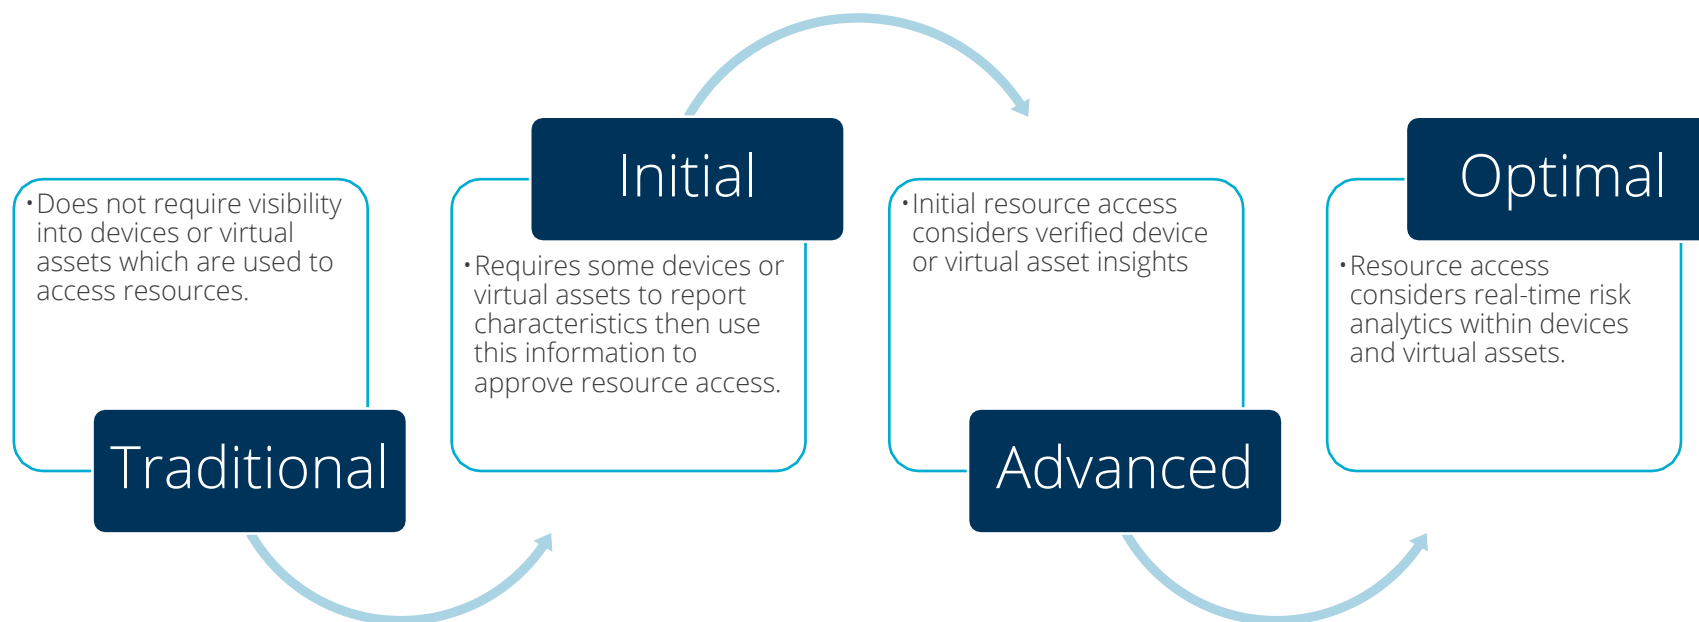 •Does not require visibility
into devices or virtual
assets which are used to
access resources.
Traditional
Initial
•Requires some devices or
virtual assets to report
characteristics then use
this information to
approve resource access.
•Initial resource access
considers verified device
or virtual asset insights
Advanced
Optimal
•Resource access
considers real-time risk
analytics within devices
and virtual assets.